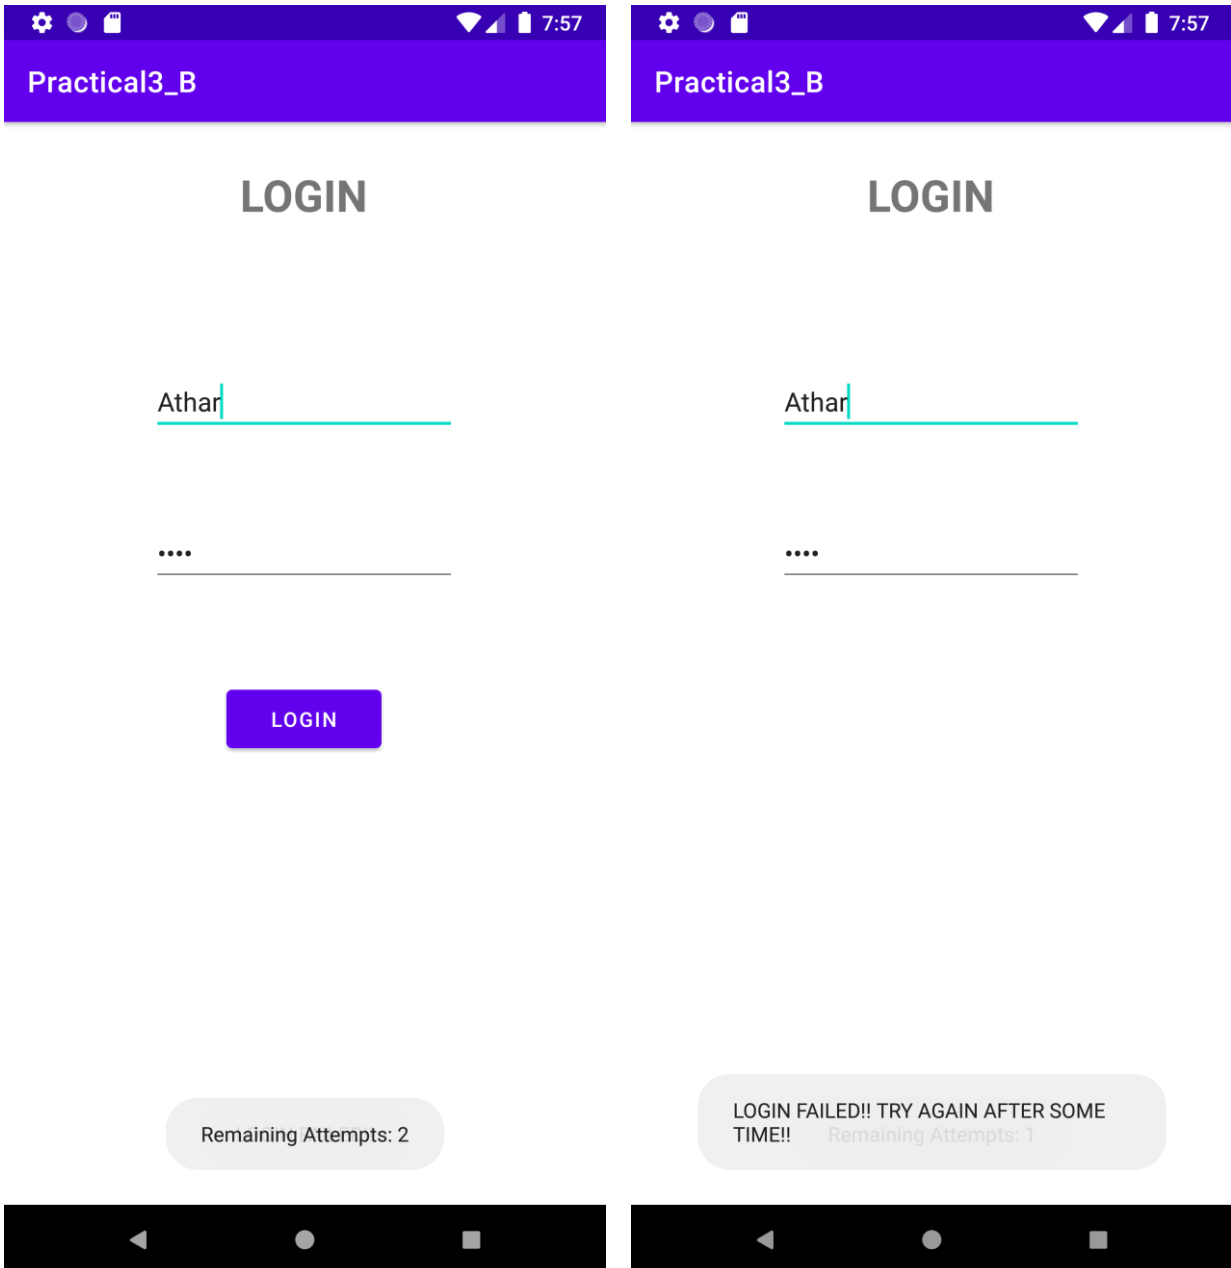 7:57
Practical3_B
LOGIN
Athar
••••
LOGIN
Remaining Attempts: 2
7:57
Practical3_B
LOGIN
Athar
••••
LOGIN FAILED!! TRY AGAIN AFTER SOME
TIME!!
Remaining Attempts: 1